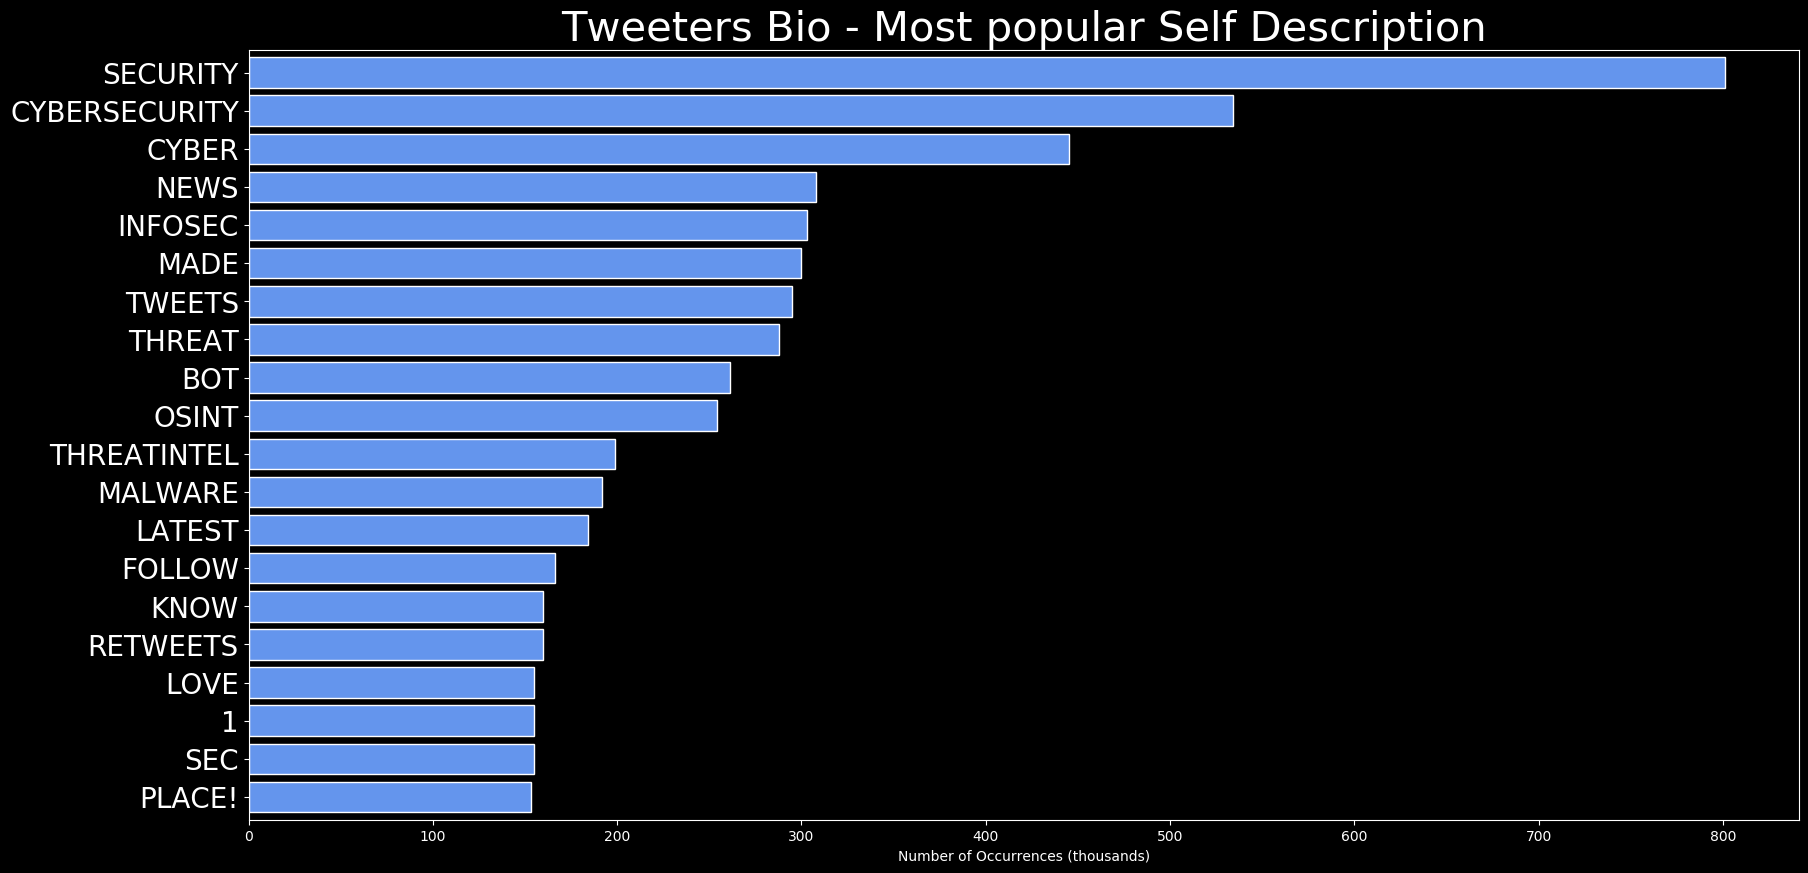 Tweeters Bio - Most popular Self Description
SECURITY
CYBERSECURITY
CYBER
NEWS
INFOSEC
MADE
TWEETS
THREAT
BOT
OSINT
THREATINTEL
MALWARE
LATEST
FOLLOW
KNOW
RETWEETS
LOVE
1
SEC
PLACE!
0 100 200 300 400 500 600 700 800
Number of Occurrences (thousands)